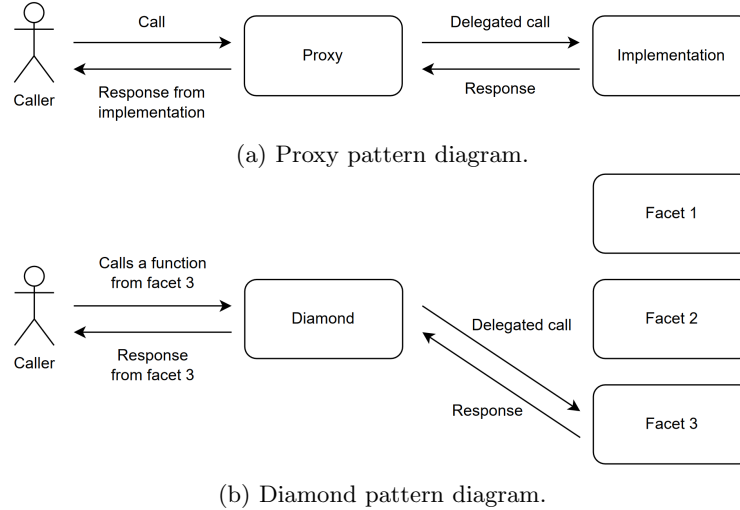 Call
Delegated call
Proxy
Implementation
Response from
implementation
Response
Caller
(a) Proxy pattern diagram.
Facet 1
Calls a function
from facet 3
Diamond
Facet 2
Delegated call
Response
from facet 3
Caller
Response
Facet 3
(b) Diamond pattern diagram.